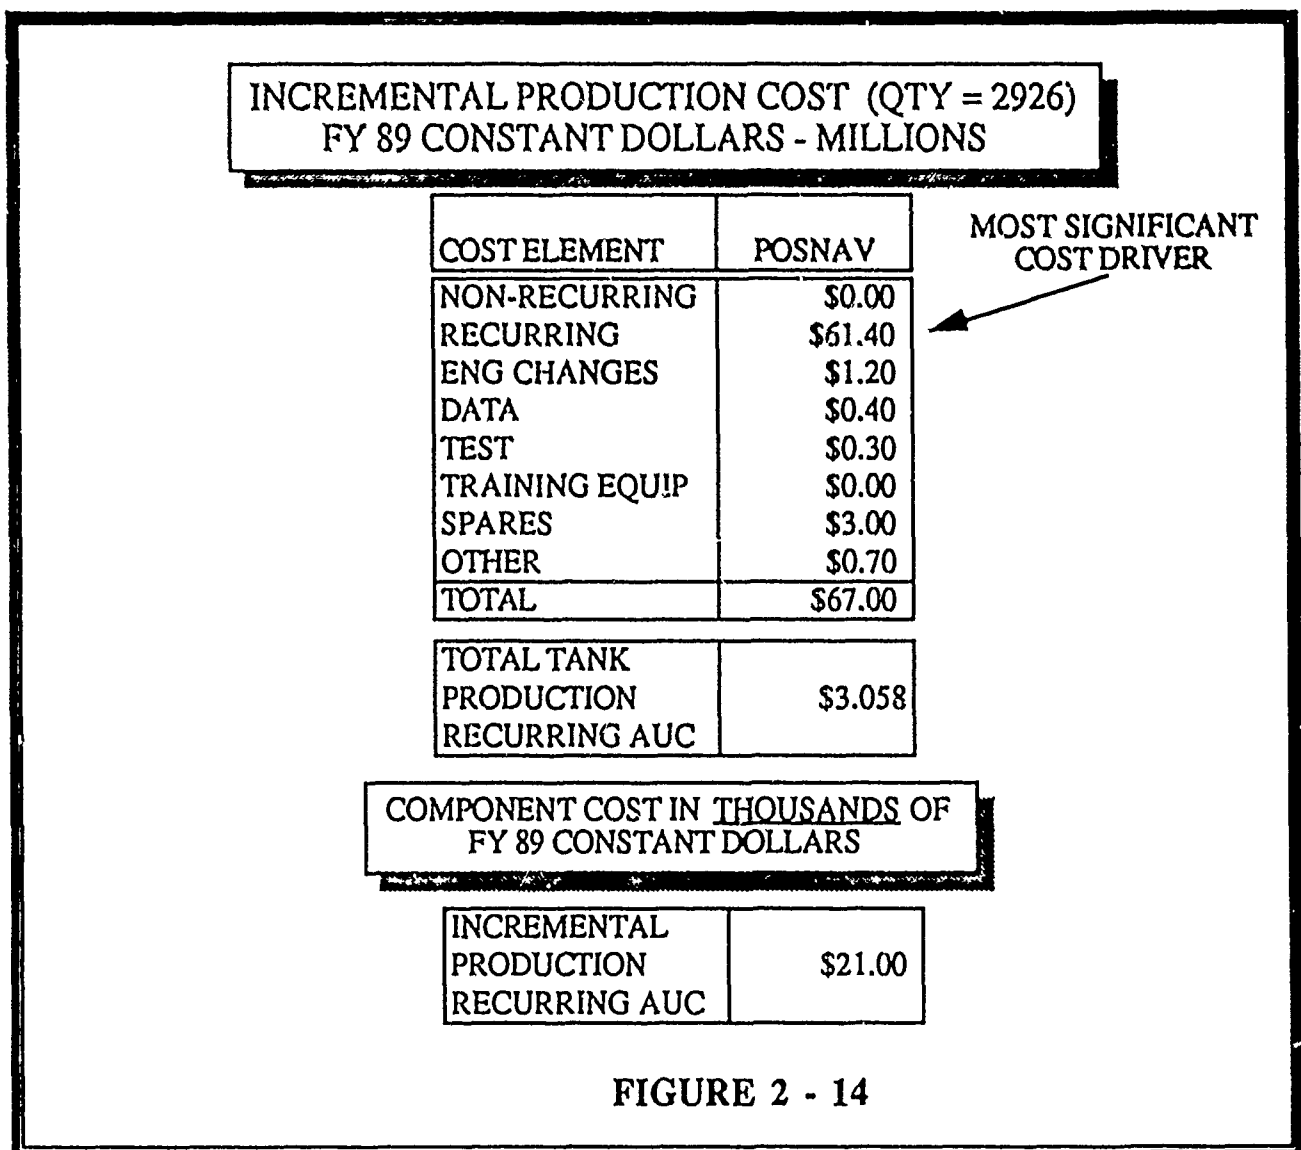 INCREMENTAL PRODUCTION COST (QTY = 2926)
FY 89 CONSTANT DOLLARS - MILLIONS
MOST SIGNIFICANT
COST DRIVER
COST ELEMENT POSNAV
NON-RECURRING $0.00
RECURRING $61.40
ENG CHANGES $1.20
DATA $0.40
TEST $0.30
TRAINING EQUIP $0.00
SPARES $3.00
OTHER $0.70
TOTAL $67.00
TOTAL TANK
PRODUCTION $3.058
RECURRING AUC
COMPONENT COST IN THOUSANDS OF
FY 89 CONSTANT DOLLARS
INCREMENTAL
PRODUCTION $21.00
RECURRING AUC
FIGURE 2 - 14